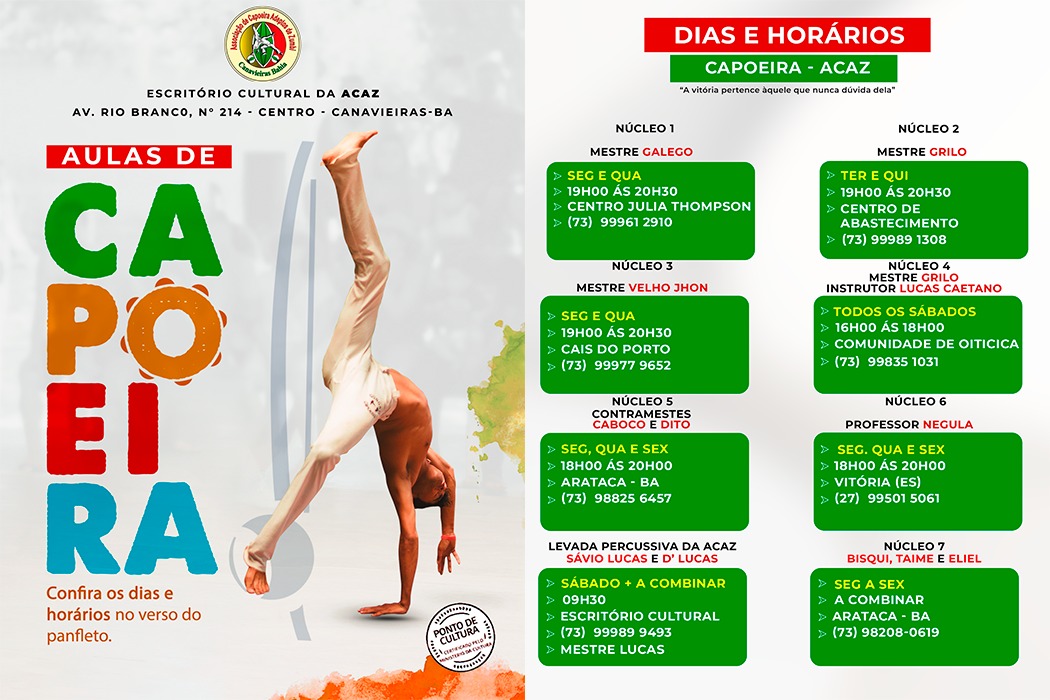 Associação de Capoeira Adeptos de Zumbi
Canavieiras Bahia
ESCRITÓRIO CULTURAL DA ACAZ
AV. RIO BRANCO, N° 214 - CENTRO - CANAVIEIRAS-BA
AULAS DE
CA
PO
EI
RA
Confira os dias e
horários no verso do
panfleto.
PONTO DE
CULTURA
CERTIFICADO PELO
MINISTÉRIO DA CULTURA
DIAS E HORÁRIOS
CAPOEIRA - ACAZ
“A vitória pertence àquele que nunca dúvida dela”
NÚCLEO 1
MESTRE GALEGO
SEG E QUA
19H00 ÁS 20H30
CENTRO JULIA THOMPSON
(73) 99961 2910
NÚCLEO 2
MESTRE GRILO
TER E QUI
19H00 ÁS 20H30
CENTRO DE
ABASTECIMENTO
(73) 99989 1308
NÚCLEO 3
MESTRE VELHO JHON
SEG E QUA
19H00 ÁS 20H30
CAIS DO PORTO
(73) 99977 9652
NÚCLEO 4
MESTRE GRILO
INSTRUTOR LUCAS CAETANO
TODOS OS SÁBADOS
16H00 ÁS 18H00
COMUNIDADE DE OITICICA
(73) 99835 1031
NÚCLEO 5
CONTRAMESTES
CABOCO E DITO
SEG, QUA E SEX
18H00 ÁS 20H00
ARATACA - BA
(73) 98825 6457
NÚCLEO 6
PROFESSOR NEGULA
SEG. QUA E SEX
18H00 ÁS 20H00
VITÓRIA (ES)
(27) 99501 5061
LEVADA PERCUSSIVA DA ACAZ
SÁVIO LUCAS E D' LUCAS
SÁBADO + A COMBINAR
09H30
ESCRITÓRIO CULTURAL
(73) 99989 9493
MESTRE LUCAS
NÚCLEO 7
BISQUI, TAIME E ELIEL
SEG A SEX
A COMBINAR
ARATACA - BA
(73) 98208-0619